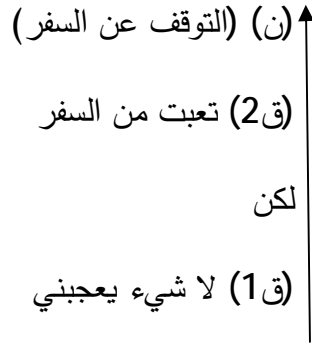 (ن) (التوقف عن السفر)
(ق2) تعبت من السفر
لكن
(ق1) لا شيء يعجبني